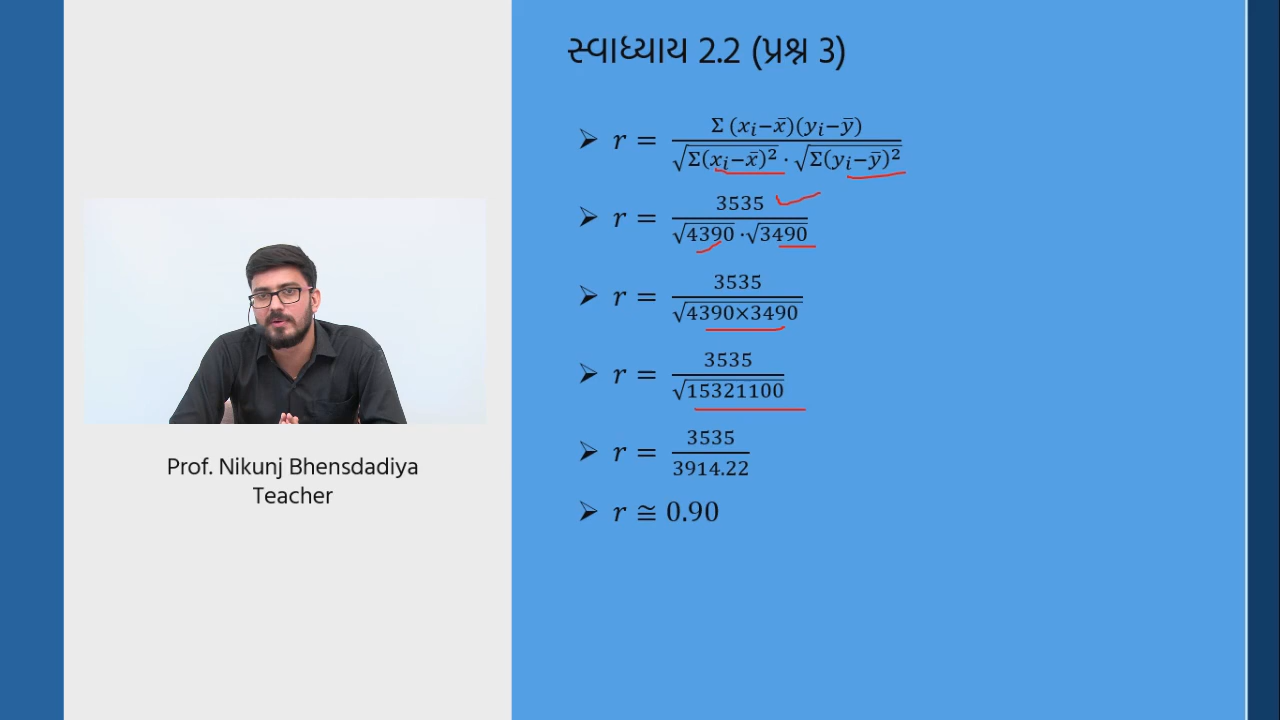 સ્વાધ્યાય 2.2 (પ્રશ્ન 3)
➢ r = Σ (xᵢ−x̄)(yᵢ−ȳ) / √Σ(xᵢ−x̄)² · √Σ(yᵢ−ȳ)²
➢ r = 3535 / √4390 · √3490
➢ r = 3535 / √4390×3490
➢ r = 3535 / √15321100
➢ r = 3535 / 3914.22
➢ r ≅ 0.90
Prof. Nikunj Bhensdadiya
Teacher